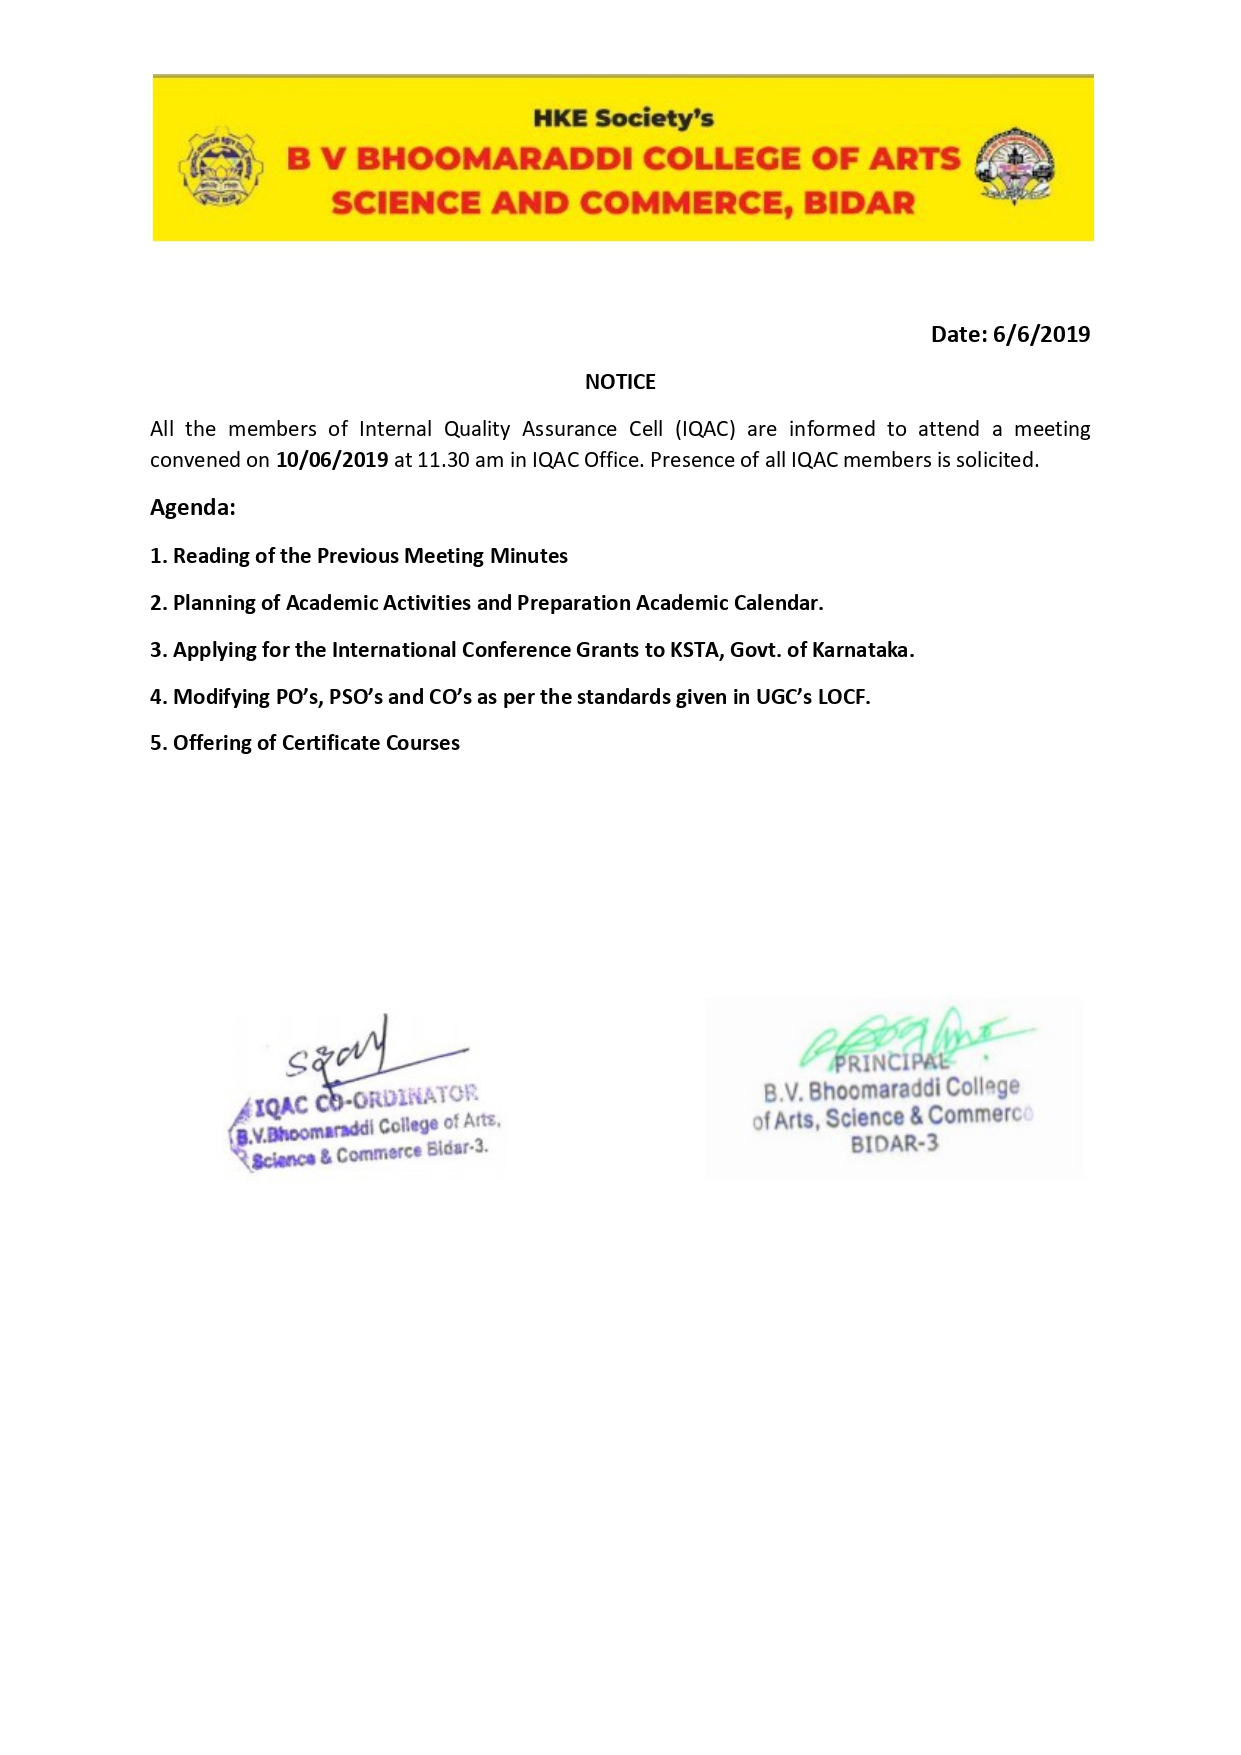 HKE Society's
B V BHOOMARADDI COLLEGE OF ARTS
SCIENCE AND COMMERCE, BIDAR
Date: 6/6/2019
NOTICE
All the members of Internal Quality Assurance Cell (IQAC) are informed to attend a meeting
convened on 10/06/2019 at 11.30 am in IQAC Office. Presence of all IQAC members is solicited.
Agenda:
1. Reading of the Previous Meeting Minutes
2. Planning of Academic Activities and Preparation Academic Calendar.
3. Applying for the International Conference Grants to KSTA, Govt. of Karnataka.
4. Modifying PO's, PSO's and CO's as per the standards given in UGC's LOCF.
5. Offering of Certificate Courses
IQAC CO-ORDINATOR
B.V.Bhoomaraddi College of Arts,
Science & Commerce Bidar-3.
PRINCIPAL
B.V. Bhoomaraddi College
of Arts, Science & Commerce
BIDAR-3